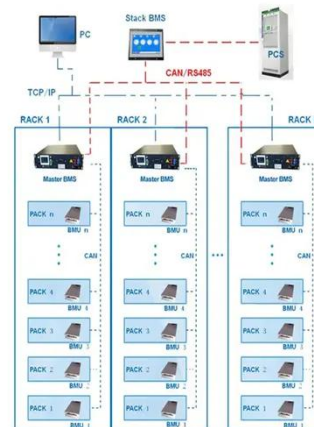 Stack BMS
PC
PCS
CAN/RS485
TCP/IP
RACK 1
RACK 2
RACK
Master BMS
Master BMS
Master BMS
PACK n
BMU n
PACK n
BMU n
PACK n
BMU n
CAN
CAN
CAN
PACK 4
BMU 4
PACK 4
BMU 4
PACK 4
BMU 4
PACK 3
BMU 3
PACK 3
BMU 3
PACK 3
BMU 3
PACK 2
BMU 2
PACK 2
BMU 2
PACK 2
BMU 2
PACK 1
BMU 1
PACK 1
BMU 1
PACK 1
BMU 1